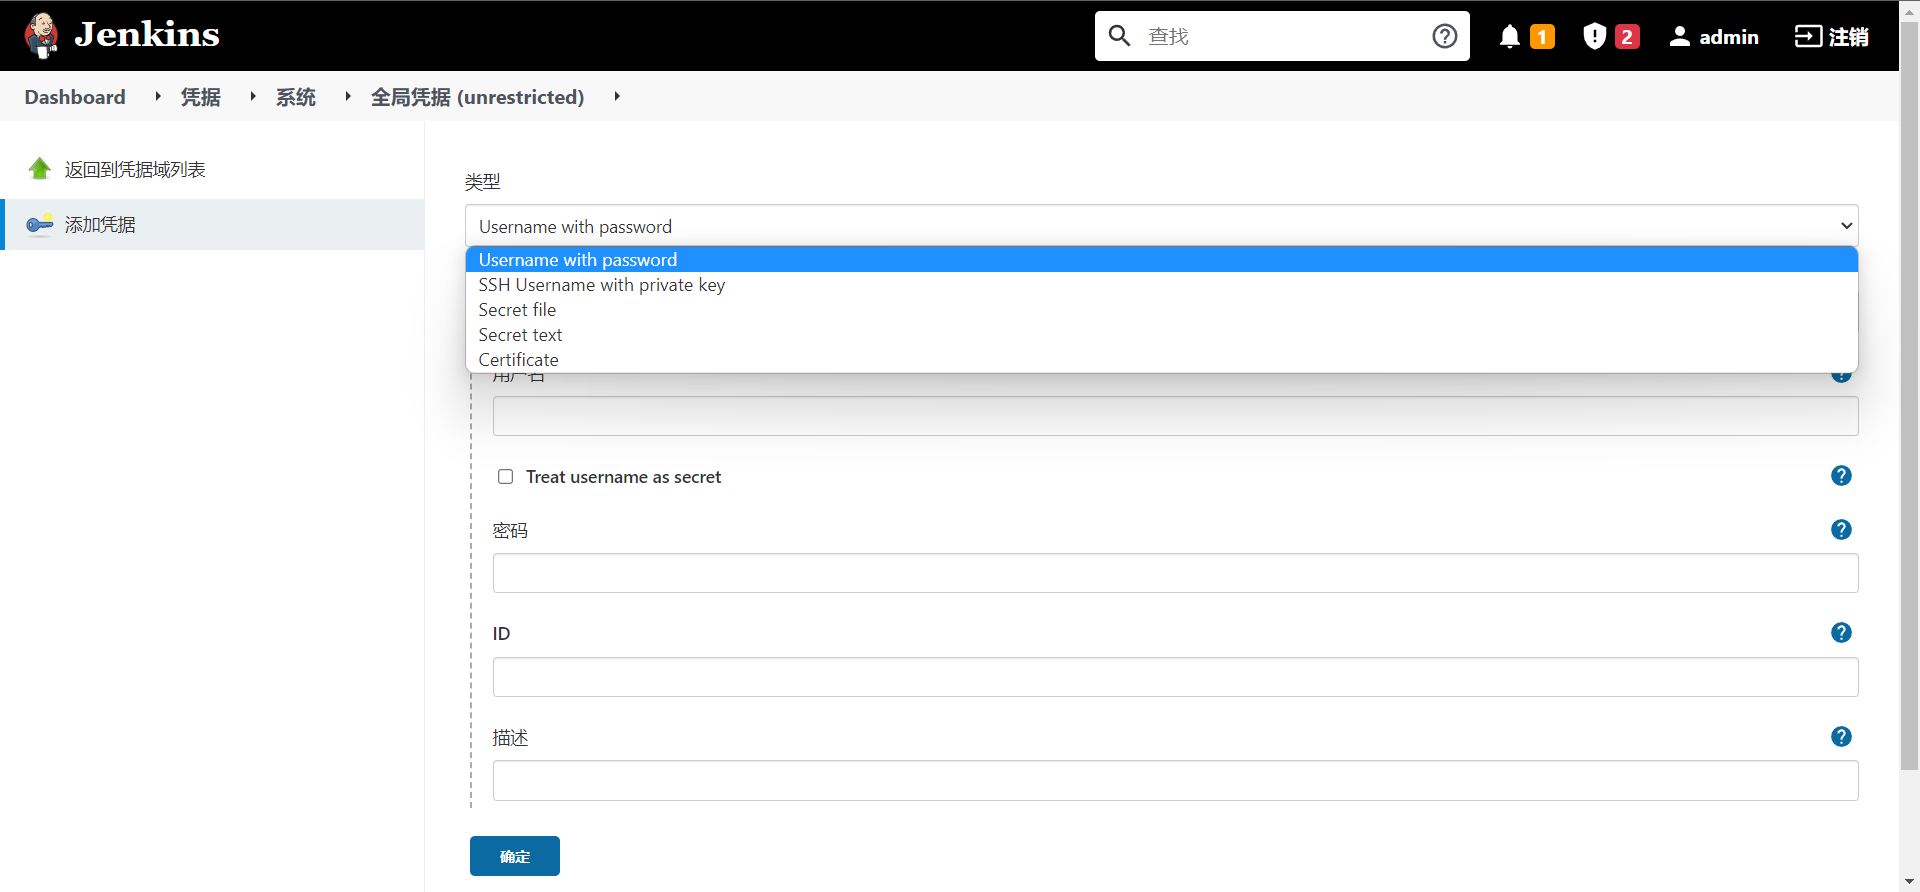 Jenkins
查找
1
2
admin
注销
Dashboard
凭据
系统
全局凭据 (unrestricted)
返回到凭据域列表
添加凭据
类型
Username with password
Username with password
SSH Username with private key
Secret file
Secret text
Certificate
用户名
Treat username as secret
密码
ID
描述
确定